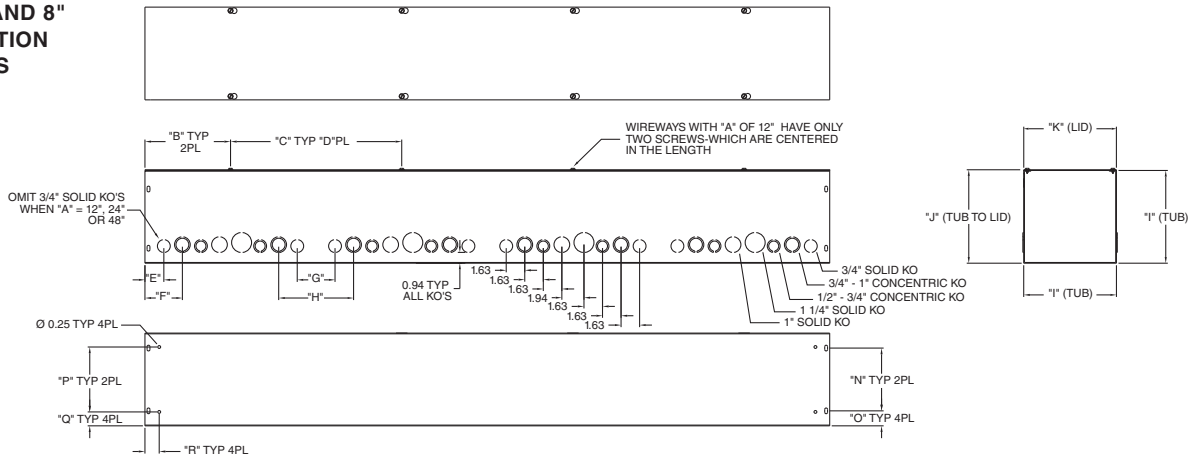 AND 8"
TION
S
"B" TYP
2PL
"C" TYP "D"PL
WIREWAYS WITH "A" OF 12" HAVE ONLY
TWO SCREWS-WHICH ARE CENTERED
IN THE LENGTH
"K" (LID)
OMIT 3/4" SOLID KO'S
WHEN "A" = 12", 24"
OR 48"
"J" (TUB TO LID)
"I" (TUB)
"E"
"F"
"G"
"H"
0.94 TYP
ALL KO'S
1.63
1.63
1.63
1.94
1.63
1.63
1.63
3/4" SOLID KO
3/4" - 1" CONCENTRIC KO
1/2" - 3/4" CONCENTRIC KO
1 1/4" SOLID KO
1" SOLID KO
"I" (TUB)
Ø 0.25 TYP 4PL
"P" TYP 2PL
"Q" TYP 4PL
"R" TYP 4PL
"N" TYP 2PL
"O" TYP 4PL